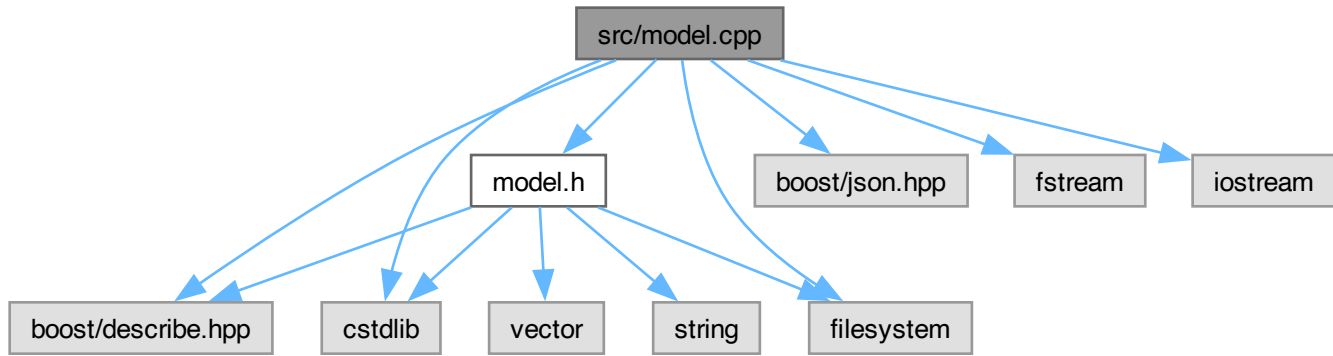 src/model.cpp
model.h
boost/json.hpp
fstream
iostream
boost/describe.hpp
cstdlib
vector
string
filesystem